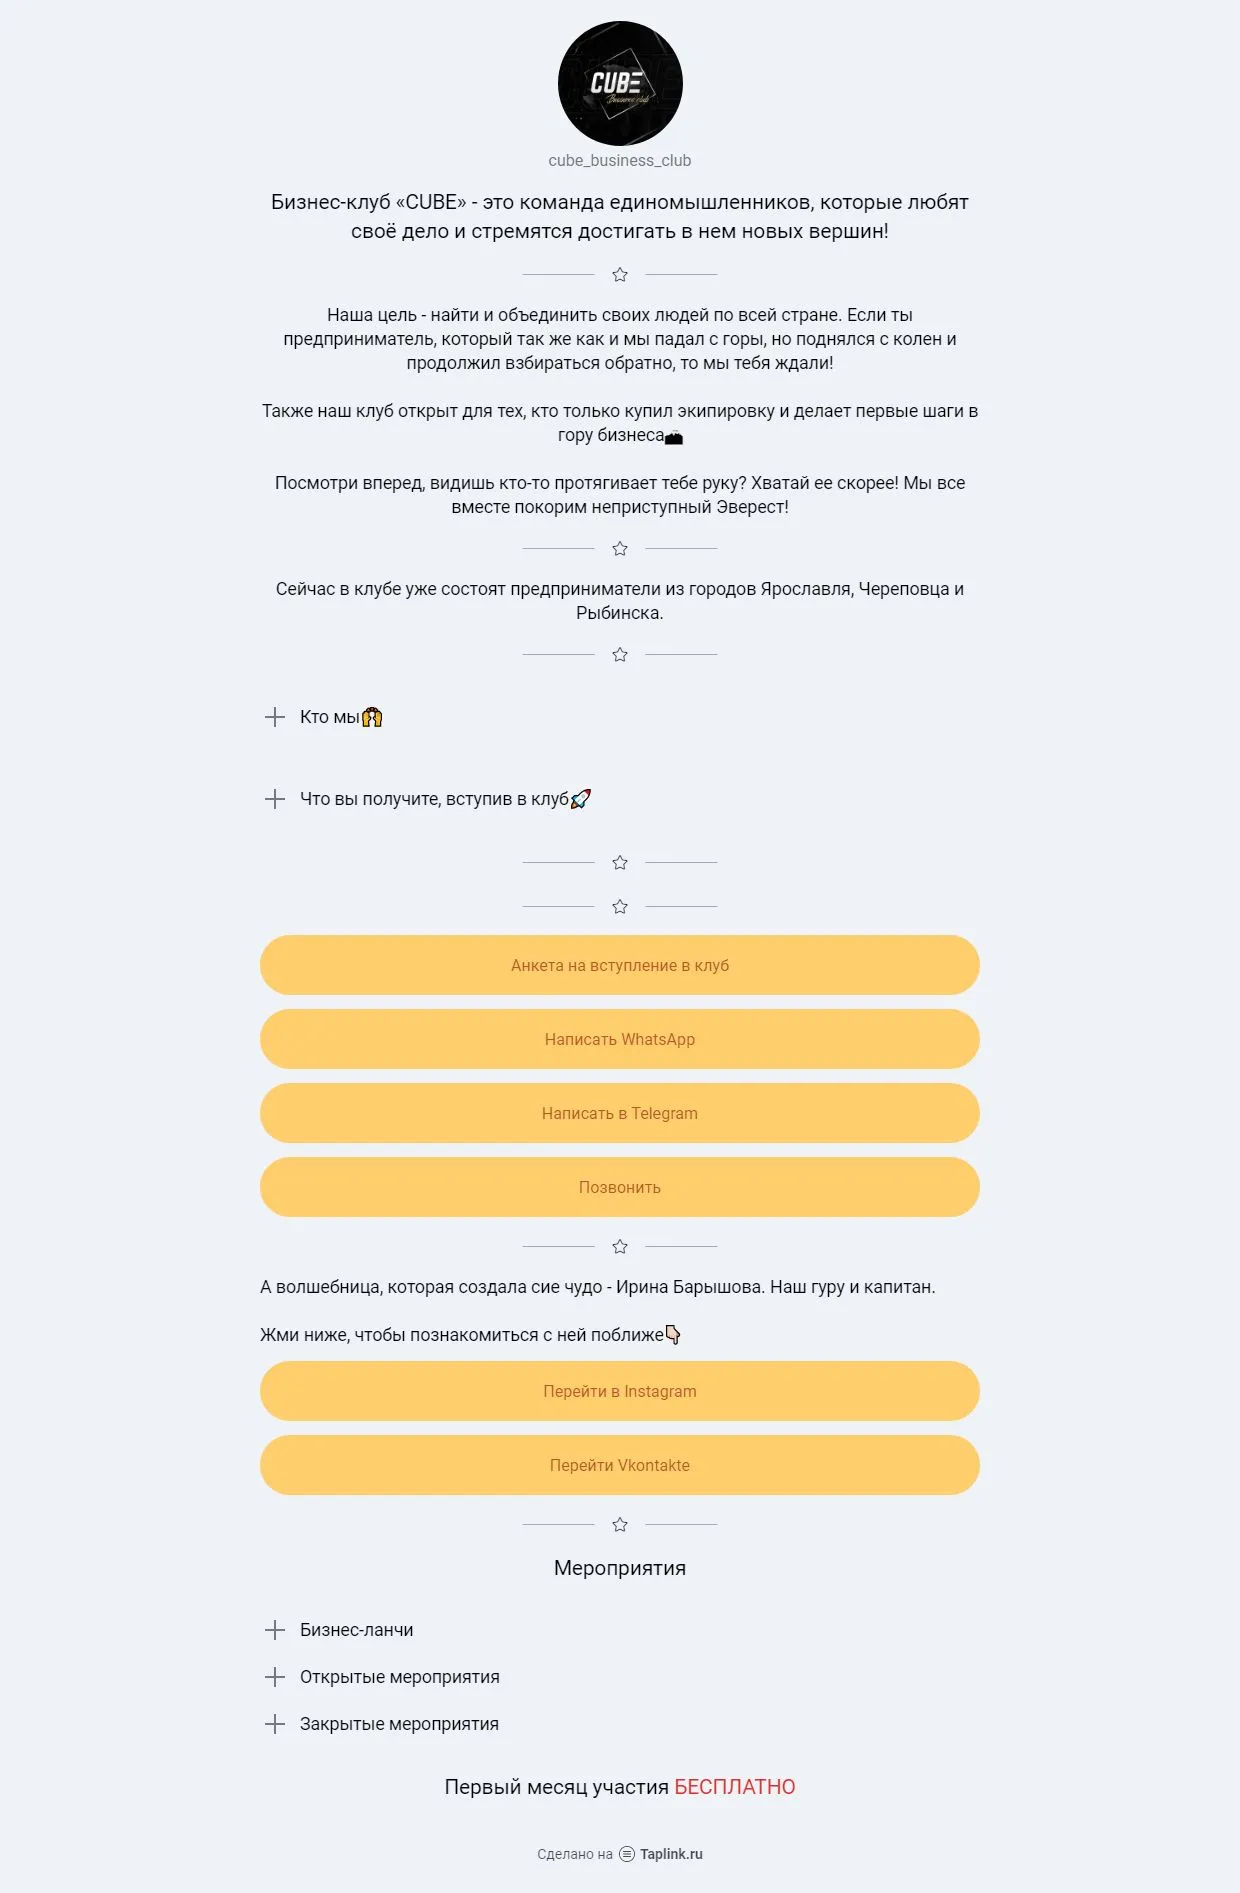 CUBE
Business club
cube_business_club
Бизнес-клуб «CUBE» - это команда единомышленников, которые любят
своё дело и стремятся достигать в нем новых вершин!
Наша цель - найти и объединить своих людей по всей стране. Если ты
предприниматель, который так же как и мы падал с горы, но поднялся с колен и
продолжил взбираться обратно, то мы тебя ждали!
Также наш клуб открыт для тех, кто только купил экипировку и делает первые шаги в
гору бизнеса
Посмотри вперед, видишь кто-то протягивает тебе руку? Хватай ее скорее! Мы все
вместе покорим неприступный Эверест!
Сейчас в клубе уже состоят предприниматели из городов Ярославля, Череповца и
Рыбинска.
Кто мы🙌
Что вы получите, вступив в клуб🚀
Анкета на вступление в клуб
Написать WhatsApp
Написать в Telegram
Позвонить
А волшебница, которая создала сие чудо - Ирина Барышова. Наш гуру и капитан.
Жми ниже, чтобы познакомиться с ней поближе👇🏻
Перейти в Instagram
Перейти Vkontakte
Мероприятия
Бизнес-ланчи
Открытые мероприятия
Закрытые мероприятия
Первый месяц участия БЕСПЛАТНО
Сделано на Taplink.ru